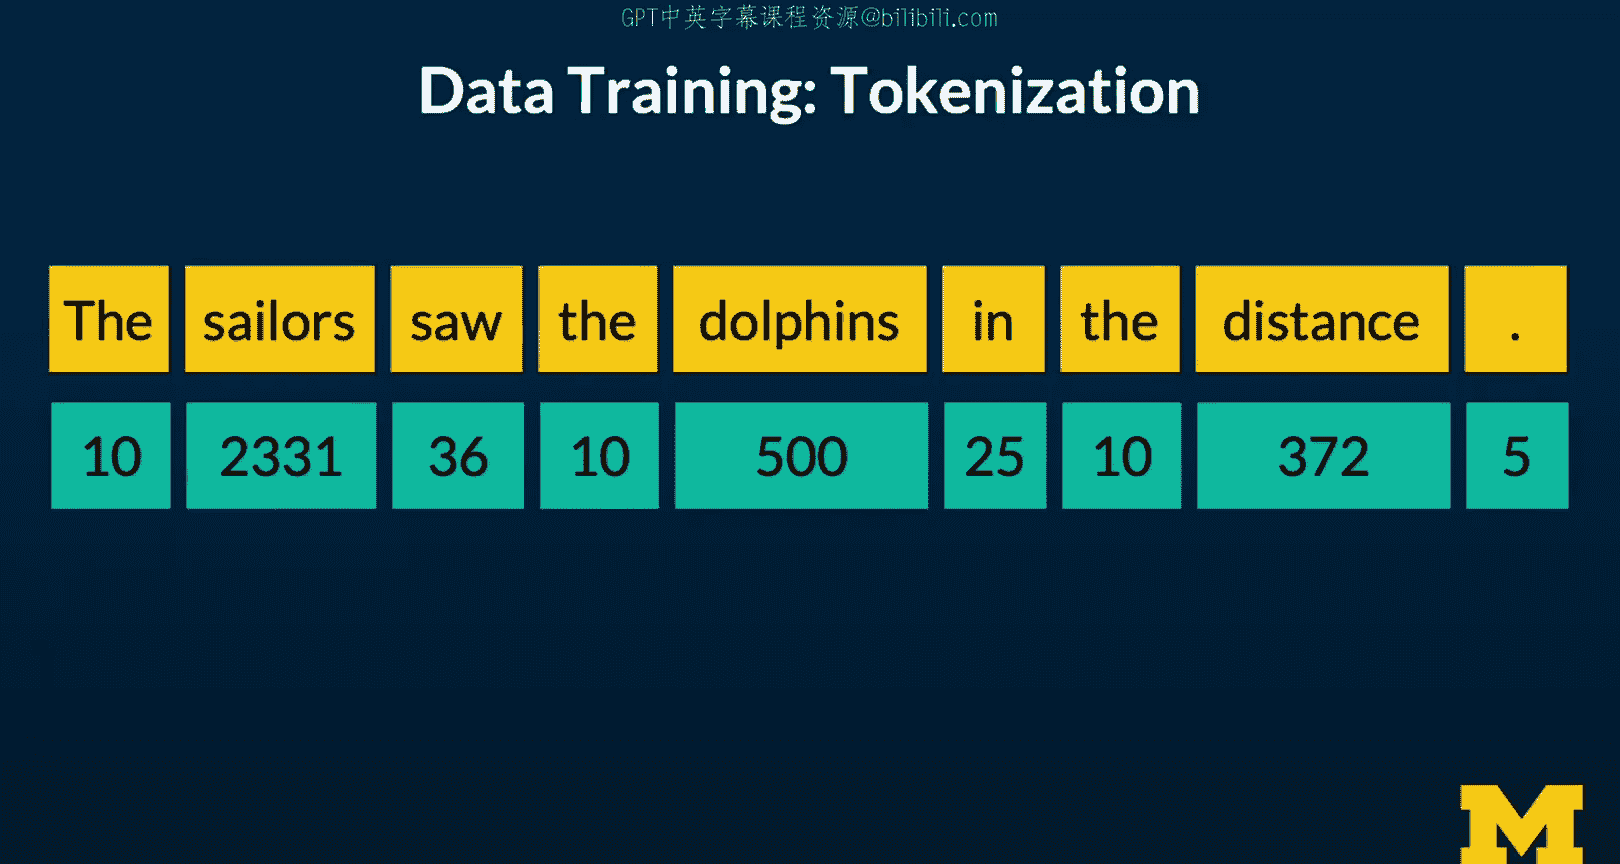 GPT中英字幕课程资源@bilibili.com
Data Training: Tokenization
The sailors saw the dolphins in the distance .
10 2331 36 10 500 25 10 372 5
M